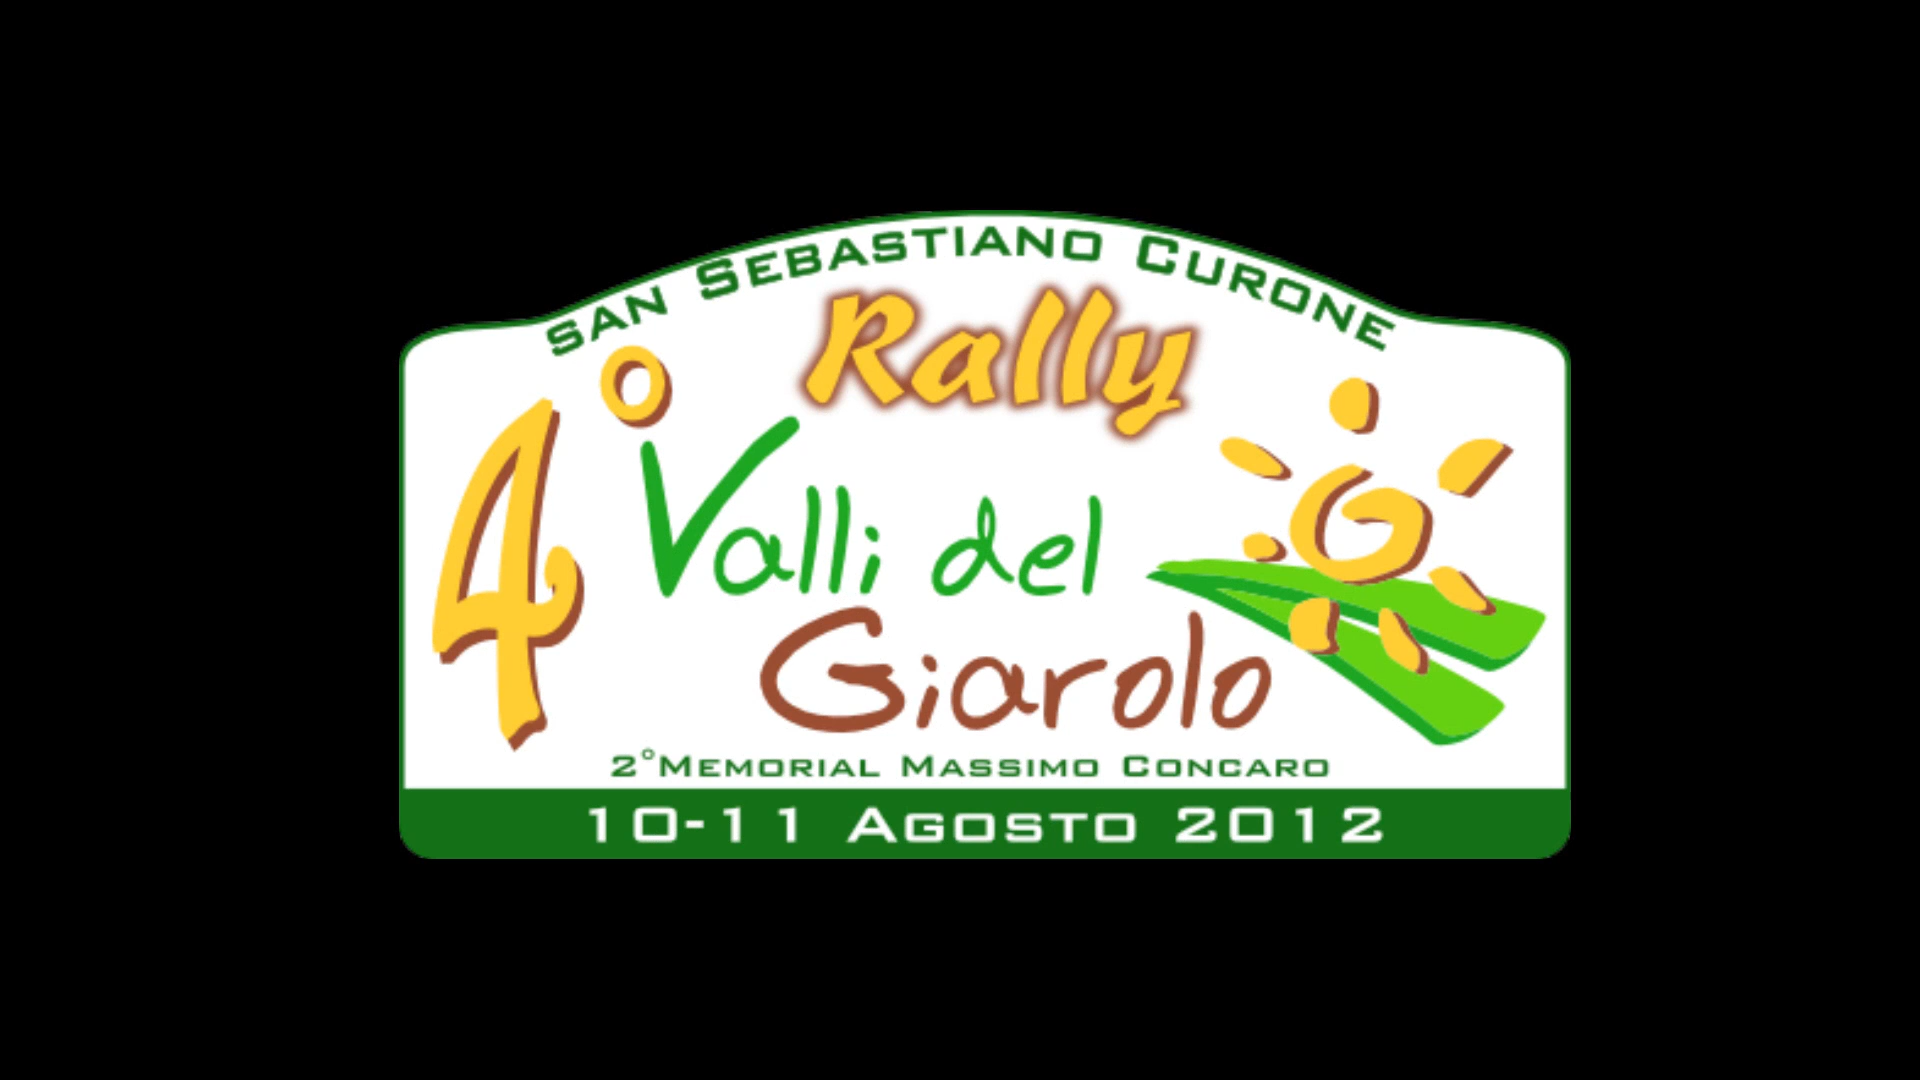 San Sebastiano Curone
Rally
4°
Valli del
Giarolo
2°Memorial Massimo Concaro
10-11 Agosto 2012